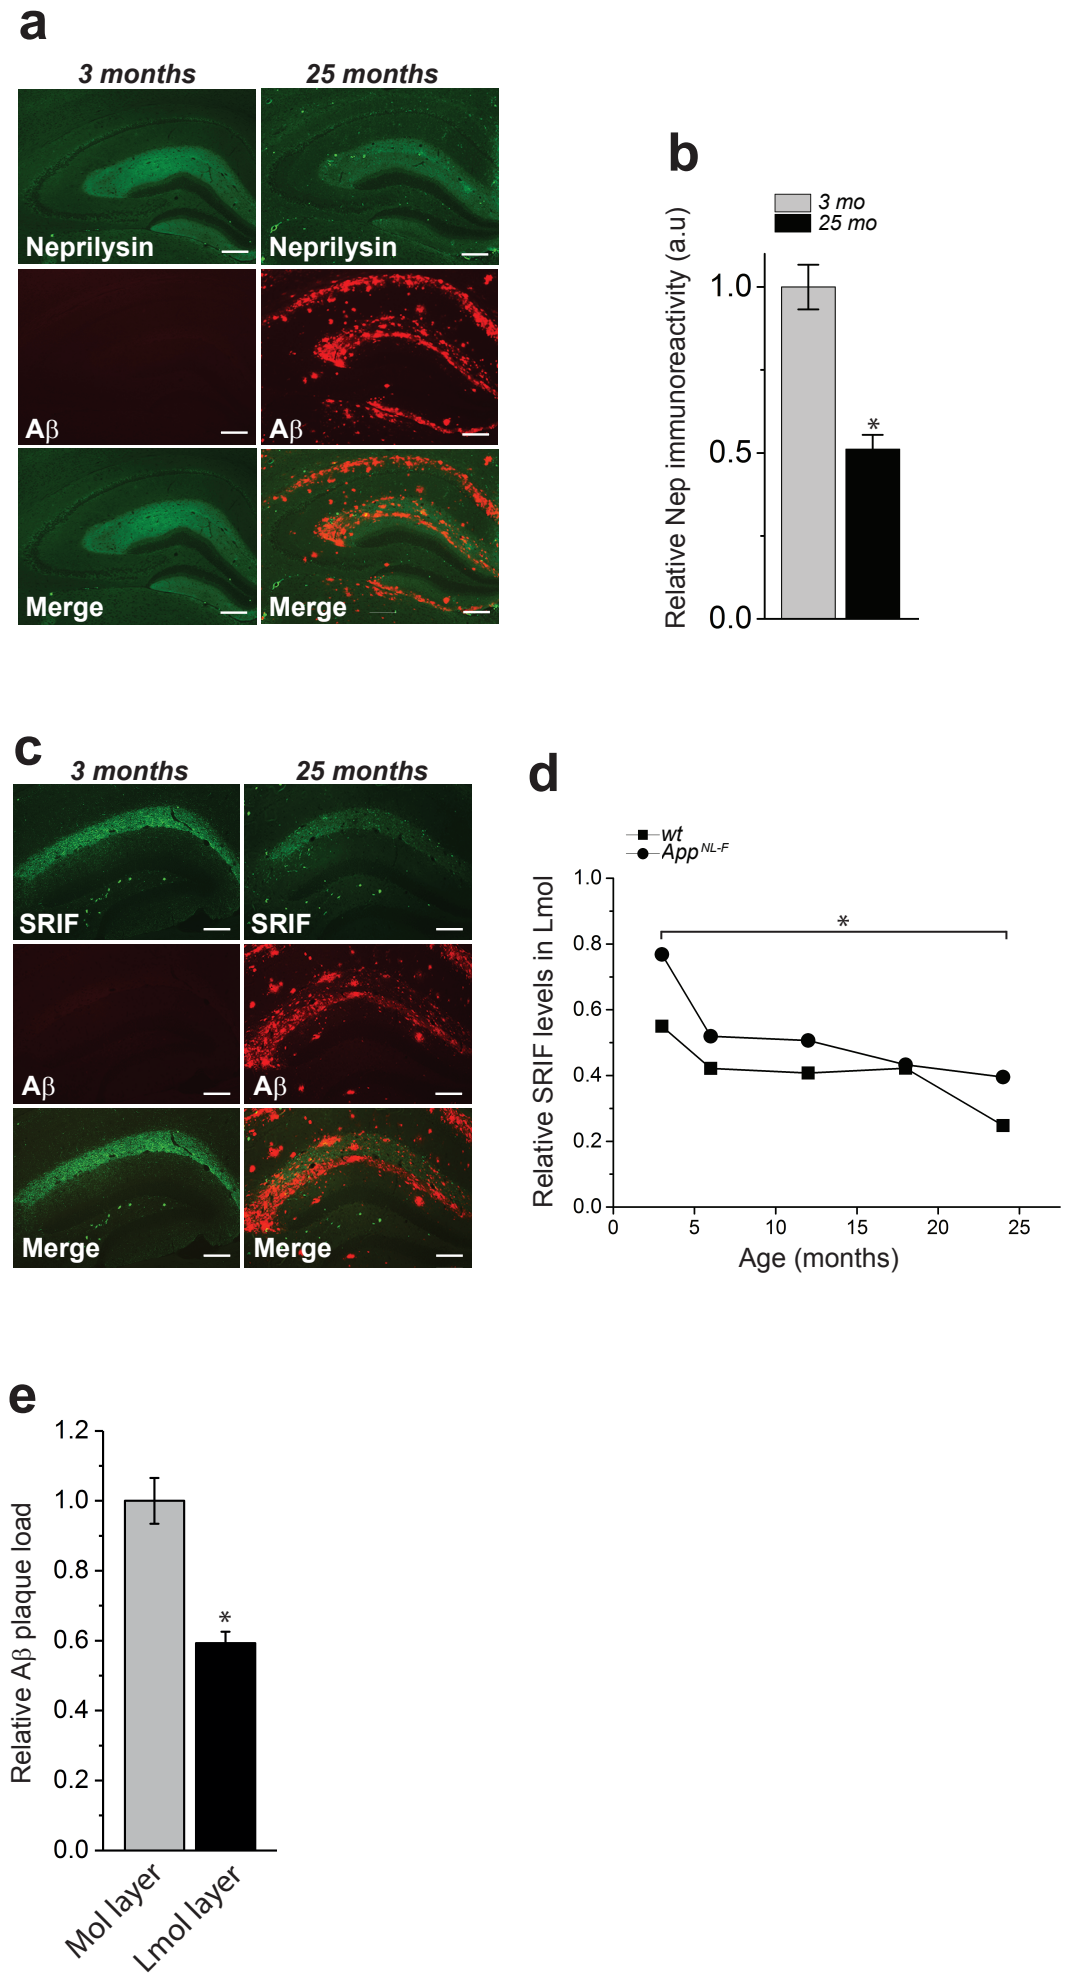 a
3 months
25 months
Neprilysin
Neprilysin
Aβ
Aβ
Merge
Merge
b
3 mo
25 mo
Relative Nep immunoreactivity (a.u)
1.0
0.5
0.0
*
c
3 months
25 months
SRIF
SRIF
Aβ
Aβ
Merge
Merge
d
wt
App NL-F
Relative SRIF levels in Lmol
1.0
0.8
0.6
0.4
0.2
0.0
*
0 5 10 15 20 25
Age (months)
e
Relative Aβ plaque load
1.2
1.0
0.8
0.6
0.4
0.2
0.0
*
Mol layer
Lmol layer